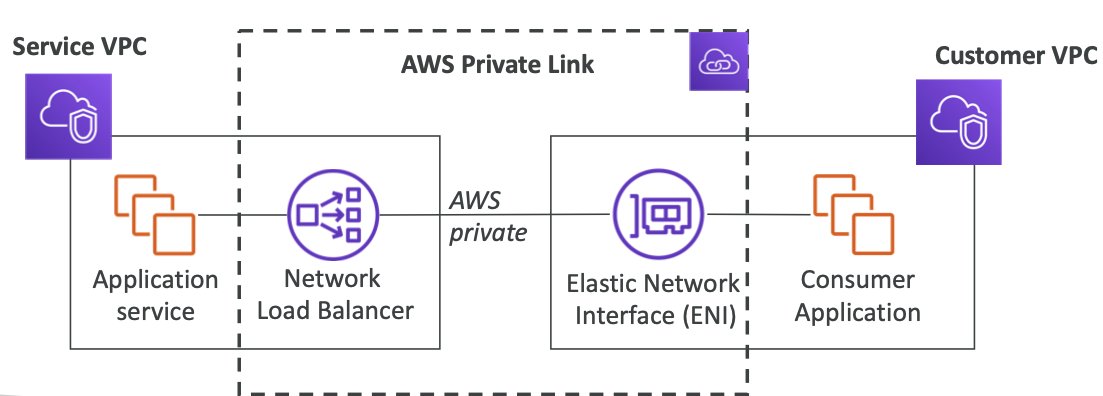 Service VPC
AWS Private Link
Customer VPC
AWS
private
Application
service
Network
Load Balancer
Elastic Network
Interface (ENI)
Consumer
Application